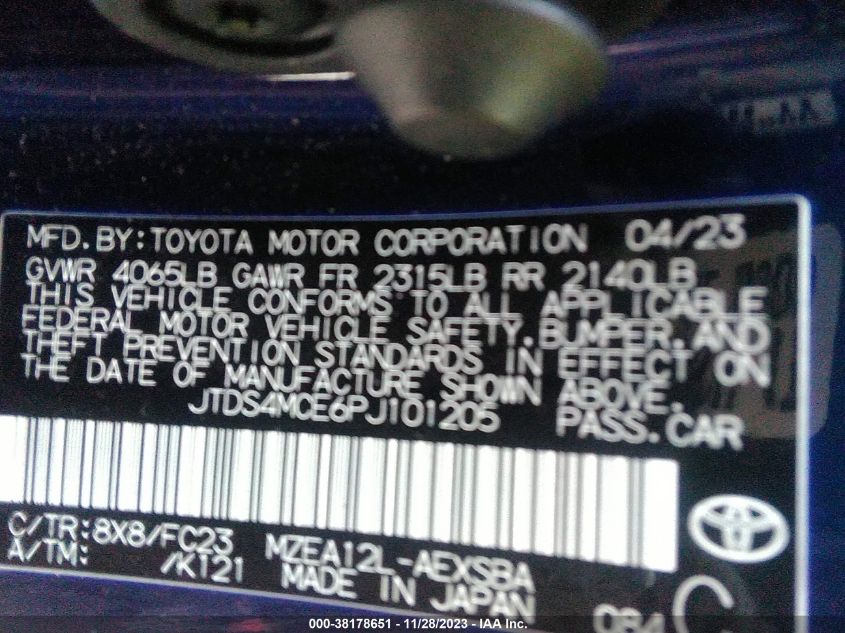 MFD.BY:TOYOTA MOTOR CORPORATION 04/23
GVWR 4065LB GAWR FR 2315LB RR 2140LB
THIS VEHICLE CONFORMS TO ALL APPLICABLE
FEDERAL MOTOR VEHICLE SAFETY,BUMPER,AND
THEFT PREVENTION STANDARDS IN EFFECT ON
THE DATE OF MANUFACTURE SHOWN ABOVE.
JTDS4MCE6PJ101205 PASS.CAR
C/TR:8X8/FC23 MZEA12L-AEXSBA
A/TM: /K121 MADE IN JAPAN
084 C
000-38178651 - 11/28/2023 - IAA Inc.